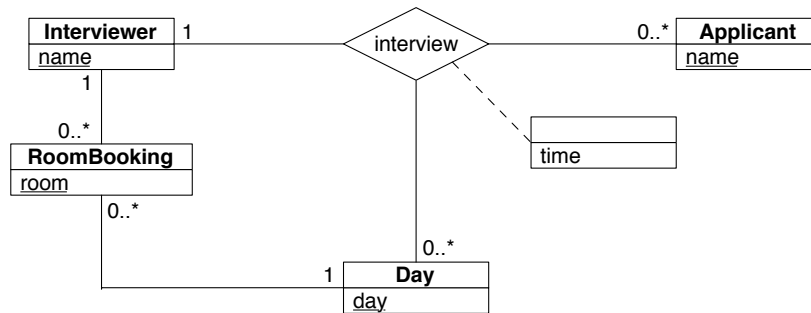 Interviewer
name
1
interview
0..*
Applicant
name
1
0..*
RoomBooking
room
time
0..*
0..*
1
Day
day